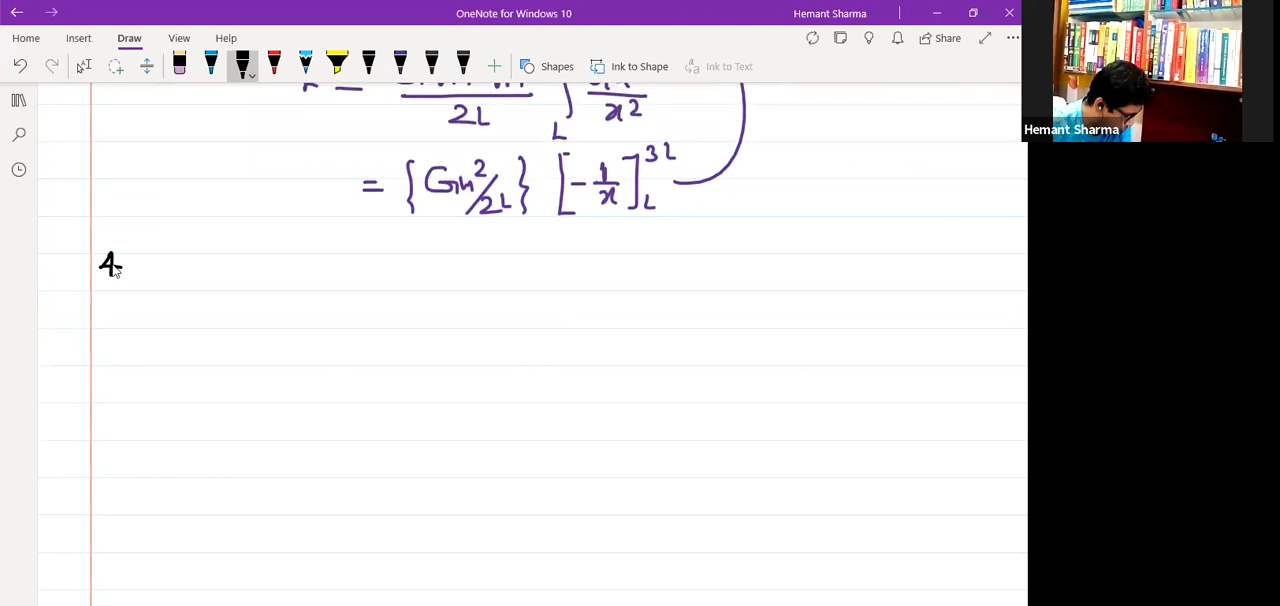 OneNote for Windows 10
Hemant Sharma
Home Insert Draw View Help
Share
Shapes Ink to Shape Ink to Text
2L L x2
= {Gm2/2L} [-1/x] 3L L
Hemant Sharma
4